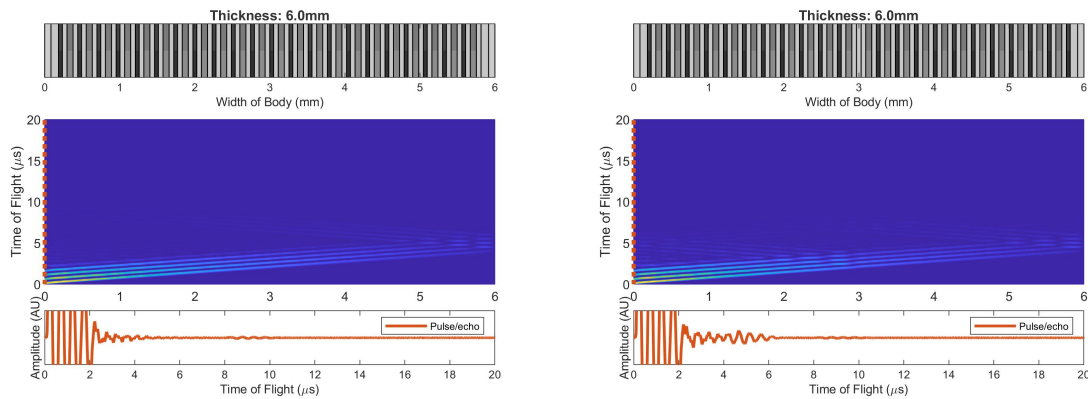 Thickness: 6.0mm
0 1 2 3 4 5 6
Width of Body (mm)
20
15
10
5
0
Time of Flight (μs)
0 1 2 3 4 5 6
Amplitude (AU)
Pulse/echo
0 2 4 6 8 10 12 14 16 18 20
Time of Flight (μs)
Thickness: 6.0mm
0 1 2 3 4 5 6
Width of Body (mm)
20
15
10
5
0
Time of Flight (μs)
0 1 2 3 4 5 6
Amplitude (AU)
Pulse/echo
0 2 4 6 8 10 12 14 16 18 20
Time of Flight (μs)